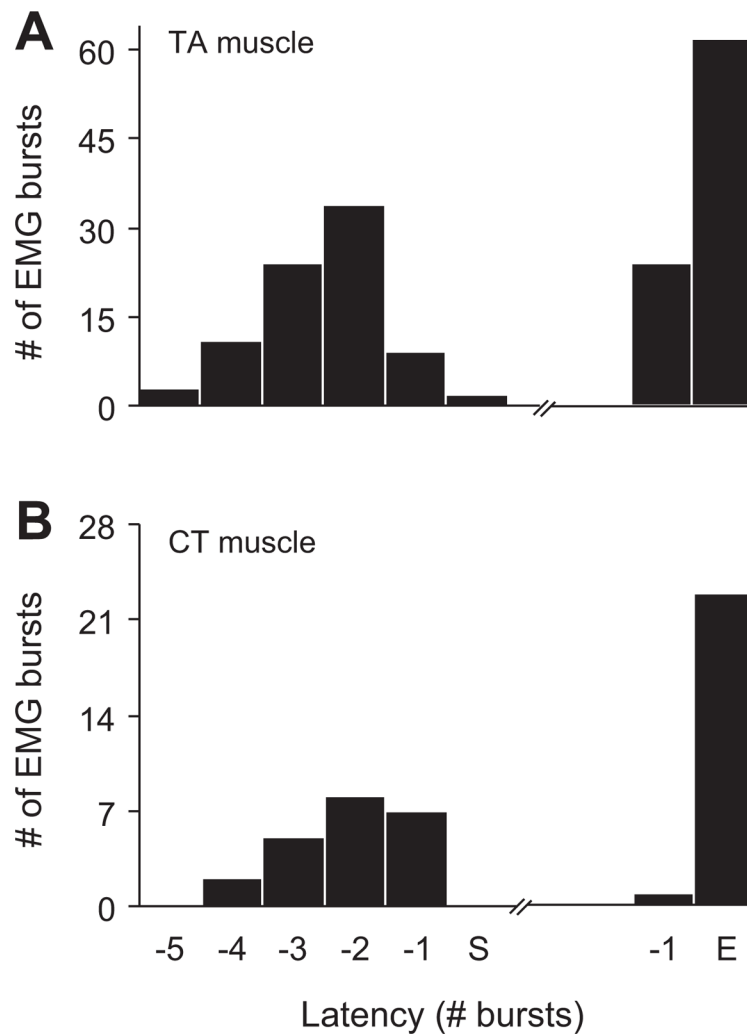 A
TA muscle
# of EMG bursts
60
45
30
15
0
B
CT muscle
# of EMG bursts
28
21
14
7
0
-5 -4 -3 -2 -1 S -1 E
Latency (# bursts)